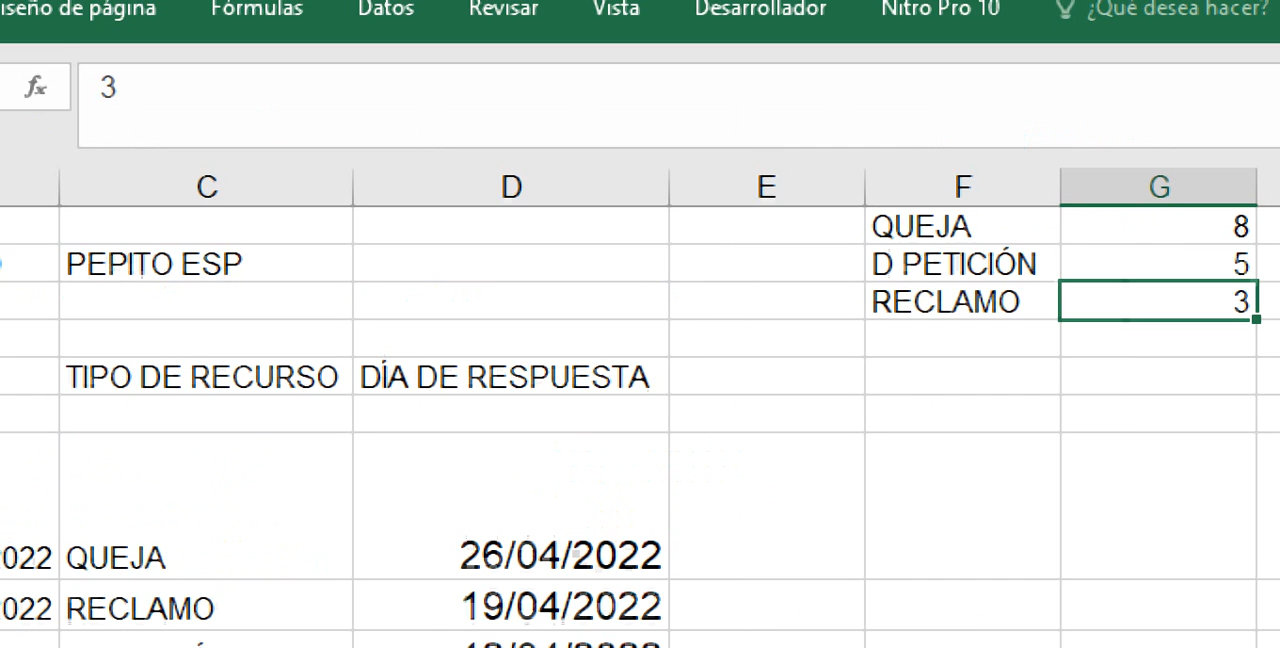 iseño de página Fórmulas Datos Revisar Vista Desarrollador Nitro Pro 10 ¿Qué desea hacer?
fx 3
C D E F G
QUEJA 8
PEPITO ESP D PETICIÓN 5
RECLAMO 3
TIPO DE RECURSO DÍA DE RESPUESTA
022 QUEJA 26/04/2022
022 RECLAMO 19/04/2022